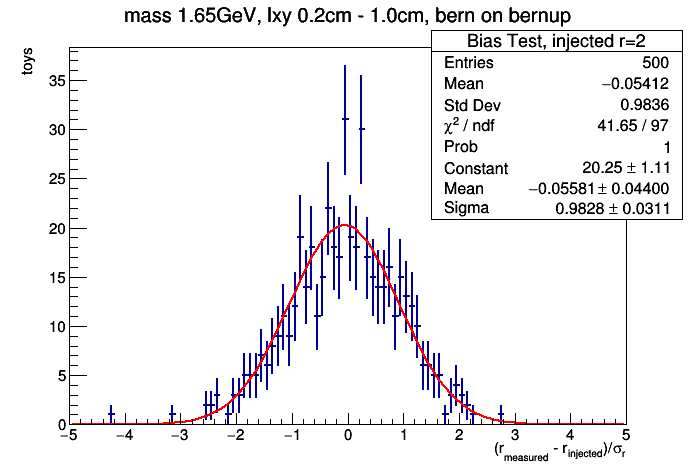 mass 1.65GeV, lxy 0.2cm - 1.0cm, bern on bernup
Bias Test, injected r=2
Entries 500
Mean −0.05412
Std Dev 0.9836
χ² / ndf 41.65 / 97
Prob 1
Constant 20.25 ± 1.11
Mean −0.05581 ± 0.04400
Sigma 0.9828 ± 0.0311
toys
35
30
25
20
15
10
5
0
−5 −4 −3 −2 −1 0 1 2 3 4 5
(r_measured - r_injected)/σ_r